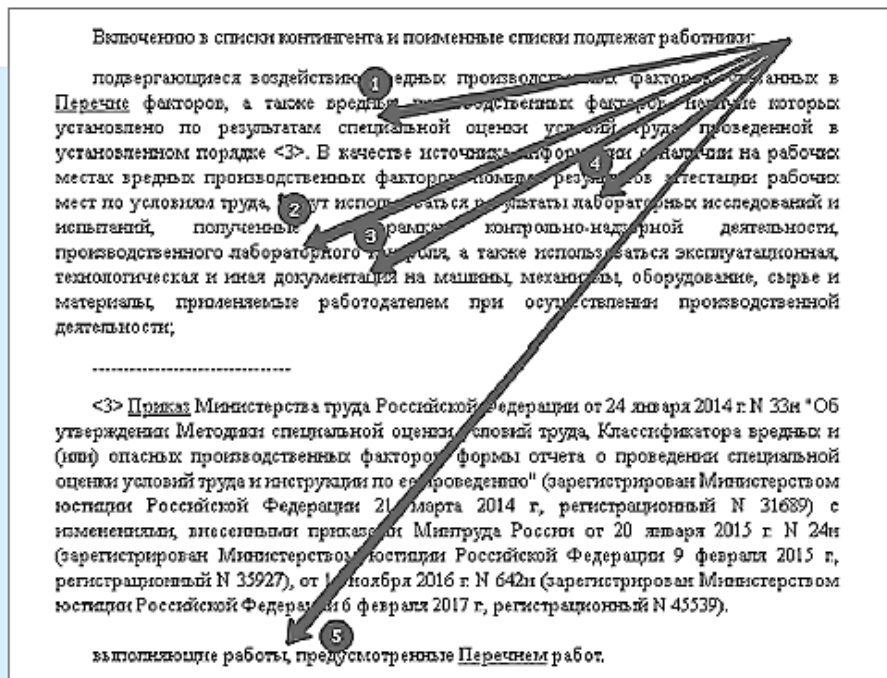 Включению в списки контингента и поименные списки подлежат работники:
подвергающиеся воздействию вредных производственных факторов, указанных в
Перечне факторов, а также вредных производственных факторов, наличие которых
установлено по результатам специальной оценки условий труда, проведенной в
установленном порядке <3>. В качестве источника информации о наличии на рабочих
местах вредных производственных факторов, помимо результатов аттестации рабочих
мест по условиям труда, могут использоваться результаты лабораторных исследований и
испытаний, полученные в рамках контрольно-надзорной деятельности,
производственного лабораторного контроля, а также использоваться эксплуатационная,
технологическая и иная документация на машины, механизмы, оборудование, сырье и
материалы, применяемые работодателем при осуществлении производственной
деятельности;
--------------------------------
<3> Приказ Министерства труда Российской Федерации от 24 января 2014 г. N 33н "Об
утверждении Методики специальной оценки условий труда, Классификатора вредных и
(или) опасных производственных факторов, формы отчета о проведении специальной
оценки условий труда и инструкции по ее проведению" (зарегистрирован Министерством
юстиции Российской Федерации 21 марта 2014 г., регистрационный N 31689) с
изменениями, внесенными приказами Минтруда России от 20 января 2015 г. N 24н
(зарегистрирован Министерством юстиции Российской Федерации 9 февраля 2015 г.,
регистрационный N 35927), от ноября 2016 г. N 642н (зарегистрирован Министерством
юстиции Российской Федерации 6 февраля 2017 г., регистрационный N 45539).
выполняющие работы, предусмотренные Перечнем работ.
1
2
3
4
5